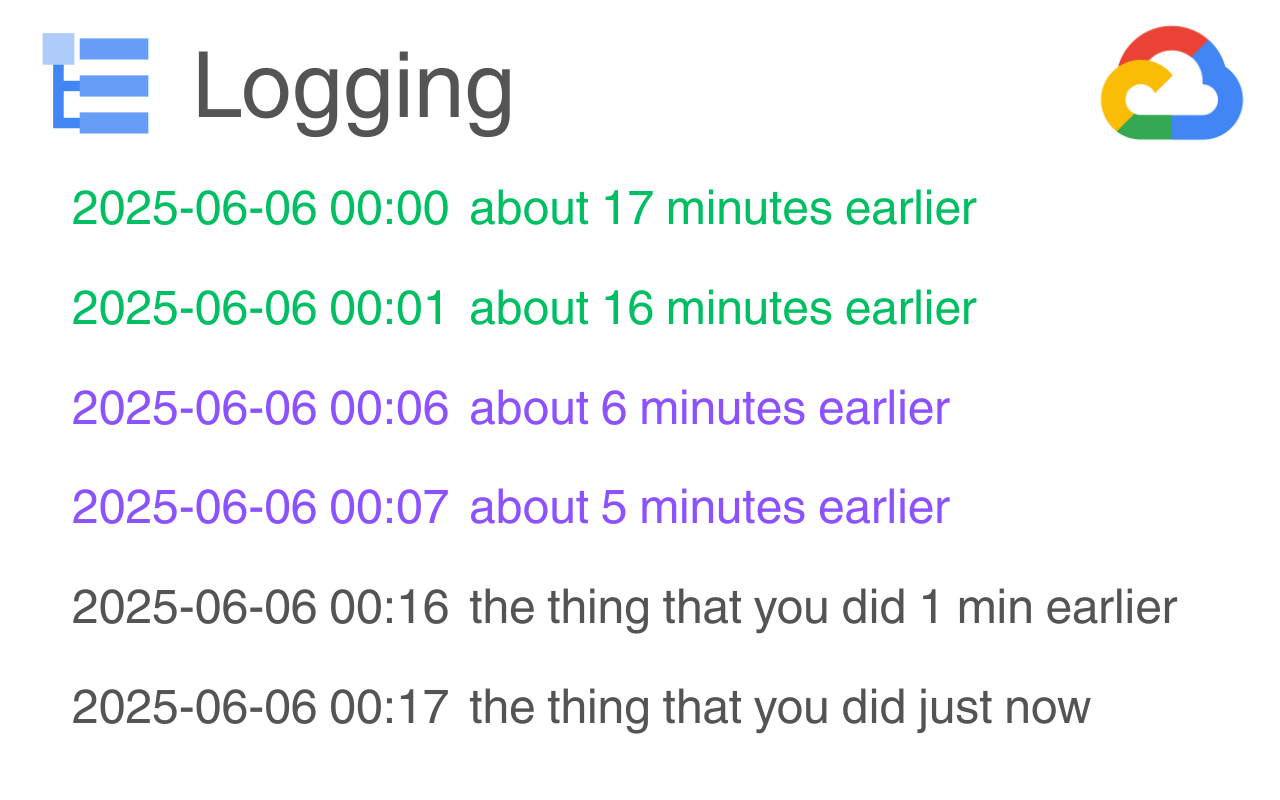 Logging
2025-06-06 00:00 about 17 minutes earlier
2025-06-06 00:01 about 16 minutes earlier
2025-06-06 00:06 about 6 minutes earlier
2025-06-06 00:07 about 5 minutes earlier
2025-06-06 00:16 the thing that you did 1 min earlier
2025-06-06 00:17 the thing that you did just now